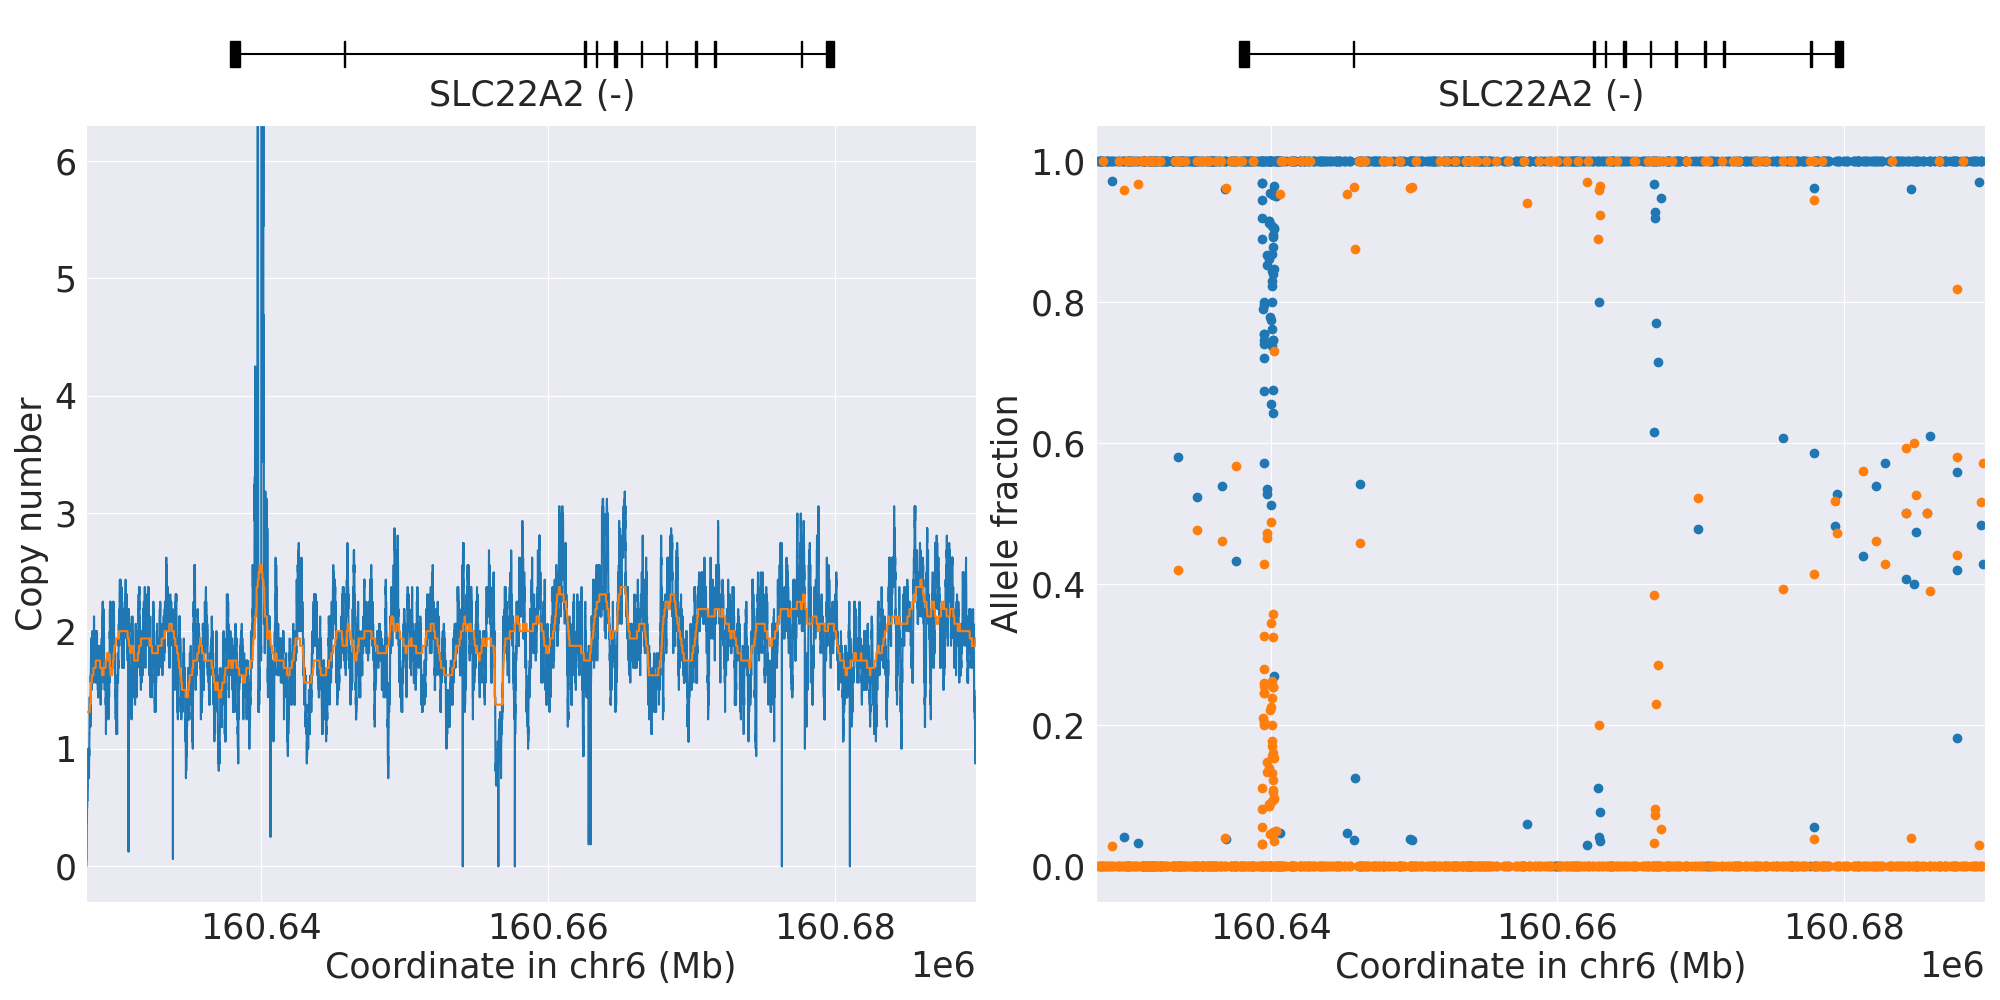 SLC22A2 (-)
SLC22A2 (-)
Copy number
6
5
4
3
2
1
0
160.64
160.66
160.68
Coordinate in chr6 (Mb)
1e6
Allele fraction
1.0
0.8
0.6
0.4
0.2
0.0
160.64
160.66
160.68
Coordinate in chr6 (Mb)
1e6